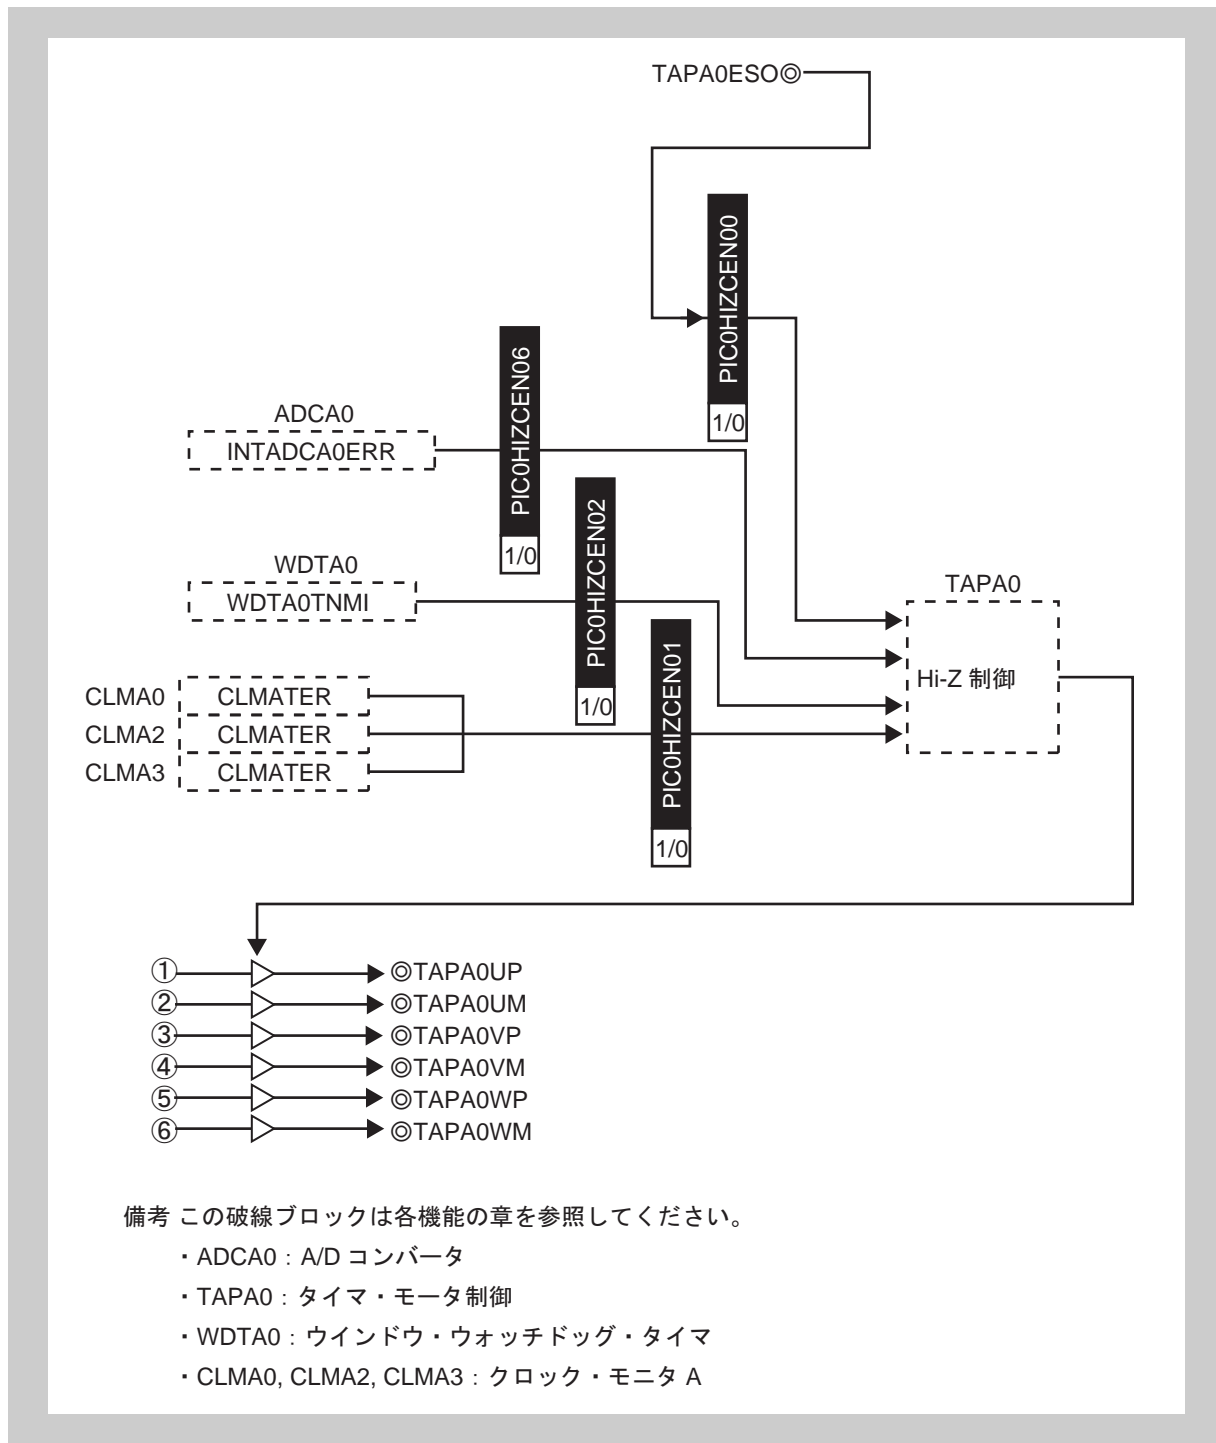 TAPA0ESO◎
PIC0HIZCEN00
1/0
PIC0HIZCEN06
1/0
ADCA0
INTADCA0ERR
PIC0HIZCEN02
1/0
WDTA0
WDTA0TNMI
PIC0HIZCEN01
1/0
TAPA0
Hi-Z 制御
CLMA0 CLMATER
CLMA2 CLMATER
CLMA3 CLMATER
① ◎TAPA0UP
② ◎TAPA0UM
③ ◎TAPA0VP
④ ◎TAPA0VM
⑤ ◎TAPA0WP
⑥ ◎TAPA0WM
備考 この破線ブロックは各機能の章を参照してください。
・ADCA0：A/D コンバータ
・TAPA0：タイマ・モータ制御
・WDTA0：ウインドウ・ウォッチドッグ・タイマ
・CLMA0, CLMA2, CLMA3：クロック・モニタ A